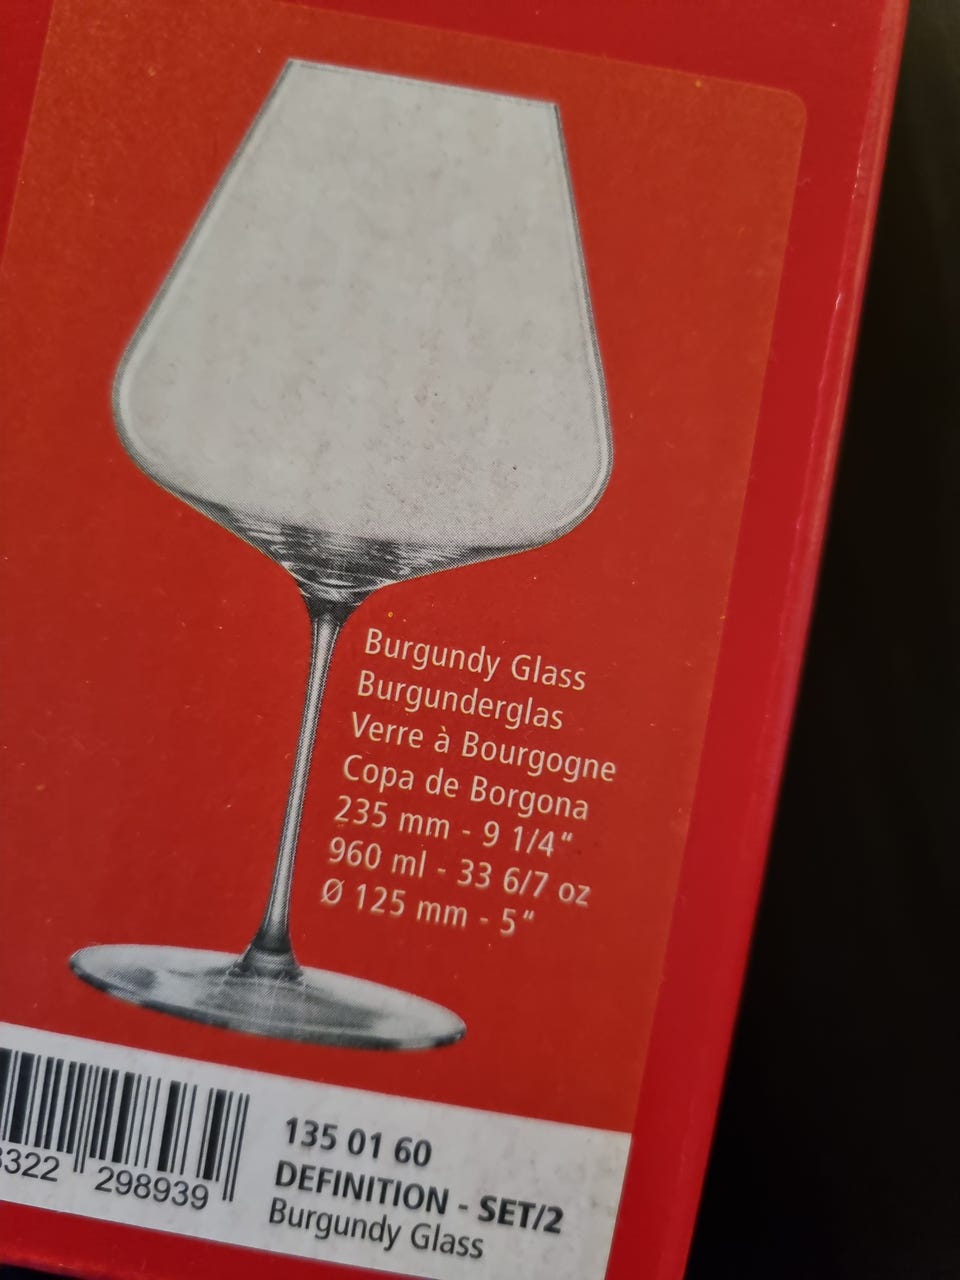 Burgundy Glass
Burgunderglas
Verre à Bourgogne
Copa de Borgona
235 mm - 9 1/4“
960 ml - 33 6/7 oz
Ø 125 mm - 5“
135 01 60
DEFINITION - SET/2
Burgundy Glass
3322 298939